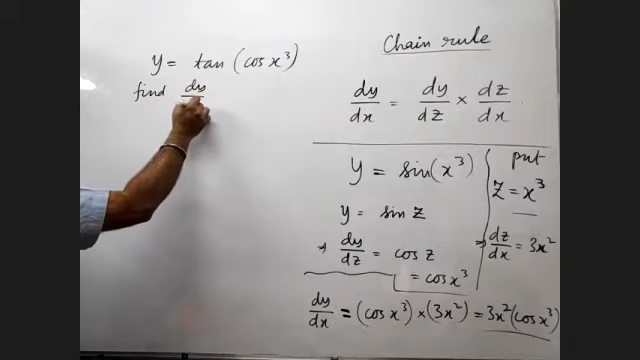 y = tan (cos x³)
find dy
Chain rule
dy/dx = dy/dz × dz/dx
y = sin(x³)
put
z = x³
y = sin z
→ dy/dz = cos z
= cos x³
⇒ dz/dx = 3x²
dy/dx = (cos x³) × (3x²) = 3x² (cos x³)